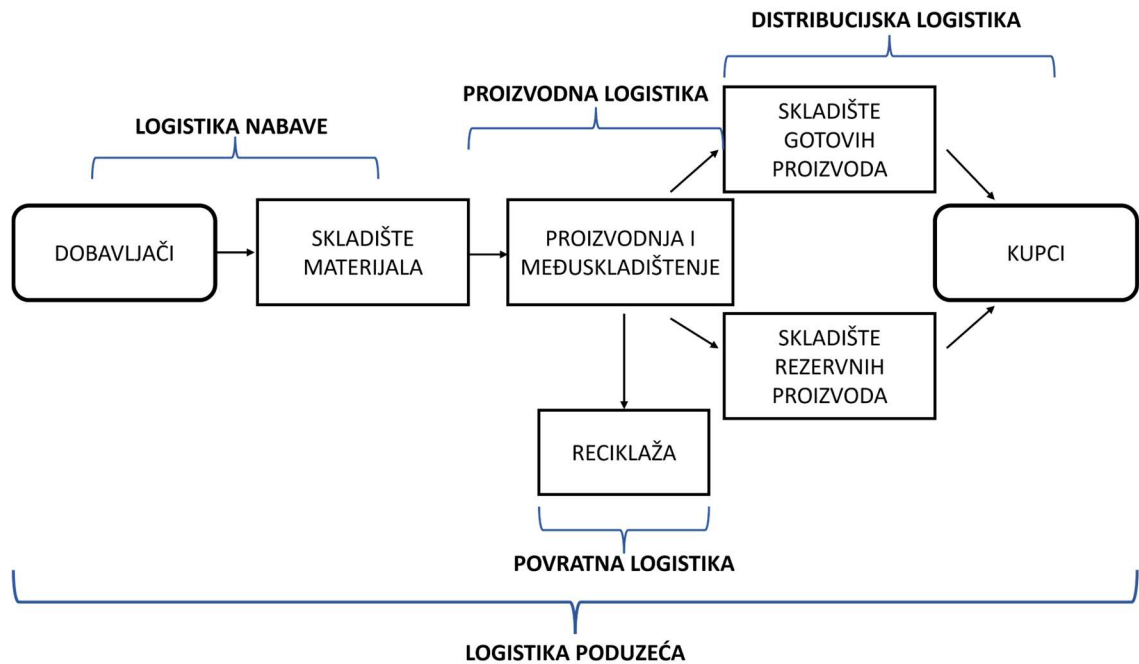 DISTRIBUCIJSKA LOGISTIKA
PROIZVODNA LOGISTIKA
LOGISTIKA NABAVE
DOBAVLJAČI
SKLADIŠTE
MATERIJALA
PROIZVODNJA I
MEĐUSKLADIŠTENJE
SKLADIŠTE
GOTOVIH
PROIZVODA
KUPCI
SKLADIŠTE
REZERVNIH
PROIZVODA
RECIKLAŽA
POVRATNA LOGISTIKA
LOGISTIKA PODUZEĆA